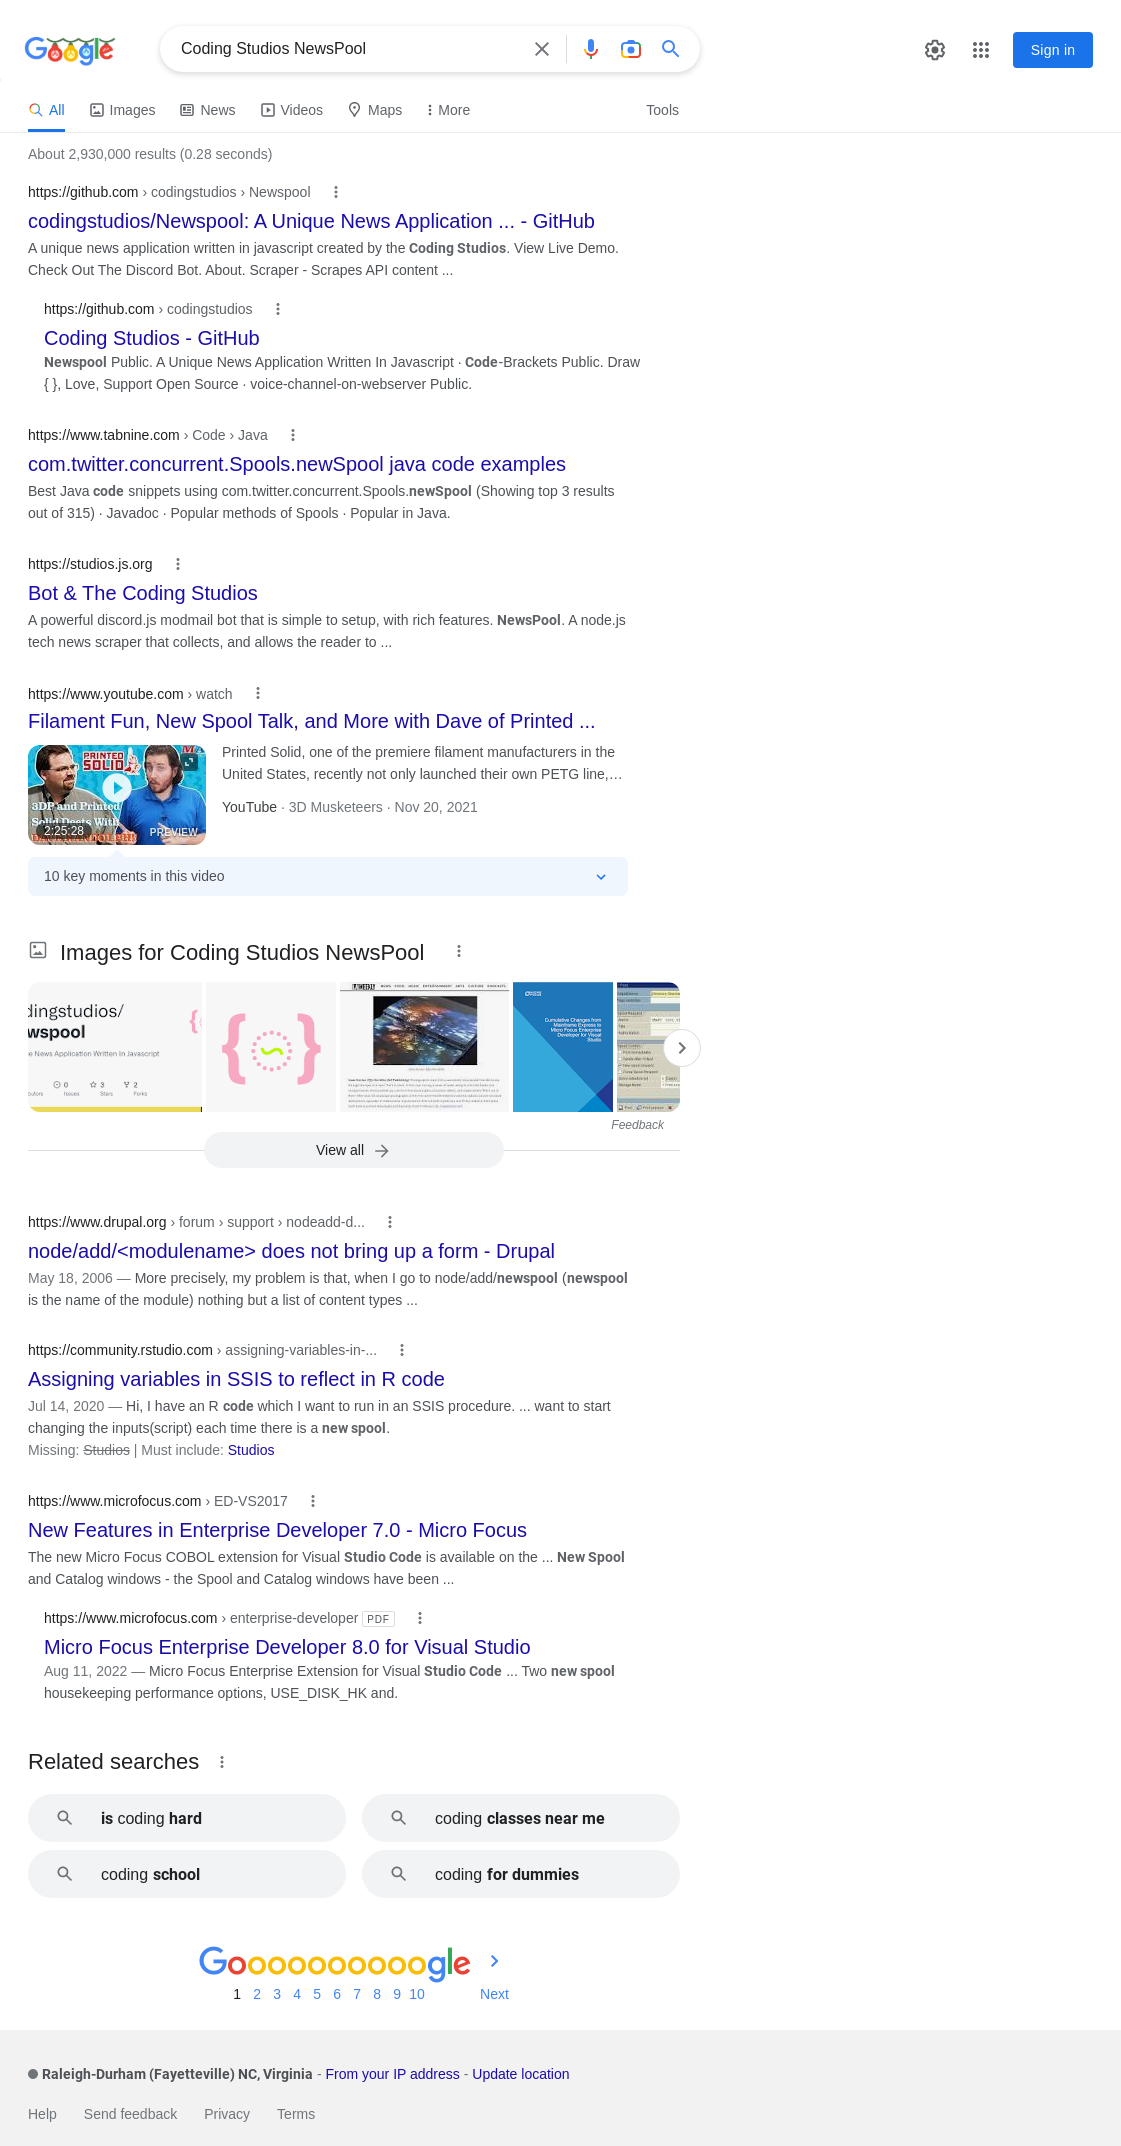 Google
Coding Studios NewsPool
Sign in
All
Images
News
Videos
Maps
More
Tools
About 2,930,000 results (0.28 seconds)
https://github.com › codingstudios › Newspool
codingstudios/Newspool: A Unique News Application ... - GitHub
A unique news application written in javascript created by the Coding Studios. View Live Demo.
Check Out The Discord Bot. About. Scraper - Scrapes API content ...
https://github.com › codingstudios
Coding Studios - GitHub
Newspool Public. A Unique News Application Written In Javascript · Code-Brackets Public. Draw
{ }, Love, Support Open Source · voice-channel-on-webserver Public.
https://www.tabnine.com › Code › Java
com.twitter.concurrent.Spools.newSpool java code examples
Best Java code snippets using com.twitter.concurrent.Spools.newSpool (Showing top 3 results
out of 315) · Javadoc · Popular methods of Spools · Popular in Java.
https://studios.js.org
Bot & The Coding Studios
A powerful discord.js modmail bot that is simple to setup, with rich features. NewsPool. A node.js
tech news scraper that collects, and allows the reader to ...
https://www.youtube.com › watch
Filament Fun, New Spool Talk, and More with Dave of Printed ...
PRINTED
SOLID
3DP and Printed
Solid Deets With
2:25:28
PREVIEW
Printed Solid, one of the premiere filament manufacturers in the
United States, recently not only launched their own PETG line,…
YouTube · 3D Musketeers · Nov 20, 2021
10 key moments in this video
Images for Coding Studios NewsPool
dingstudios/
wspool
e News Application Written In Javascript
0
3
2
butors
Issues
Stars
Forks
{ }
WEEKLY
Cumulative Changes from
Mainframe Express to
Micro Focus Enterprise
Developer for Visual
Studio
Feedback
View all
https://www.drupal.org › forum › support › nodeadd-d...
node/add/<modulename> does not bring up a form - Drupal
May 18, 2006 — More precisely, my problem is that, when I go to node/add/newspool (newspool
is the name of the module) nothing but a list of content types ...
https://community.rstudio.com › assigning-variables-in-...
Assigning variables in SSIS to reflect in R code
Jul 14, 2020 — Hi, I have an R code which I want to run in an SSIS procedure. ... want to start
changing the inputs(script) each time there is a new spool.
Missing: Studios | Must include: Studios
https://www.microfocus.com › ED-VS2017
New Features in Enterprise Developer 7.0 - Micro Focus
The new Micro Focus COBOL extension for Visual Studio Code is available on the ... New Spool
and Catalog windows - the Spool and Catalog windows have been ...
https://www.microfocus.com › enterprise-developer PDF
Micro Focus Enterprise Developer 8.0 for Visual Studio
Aug 11, 2022 — Micro Focus Enterprise Extension for Visual Studio Code ... Two new spool
housekeeping performance options, USE_DISK_HK and.
Related searches
is coding hard
coding classes near me
coding school
coding for dummies
Goooooooooogle
1 2 3 4 5 6 7 8 9 10 Next
Raleigh-Durham (Fayetteville) NC, Virginia - From your IP address - Update location
Help Send feedback Privacy Terms